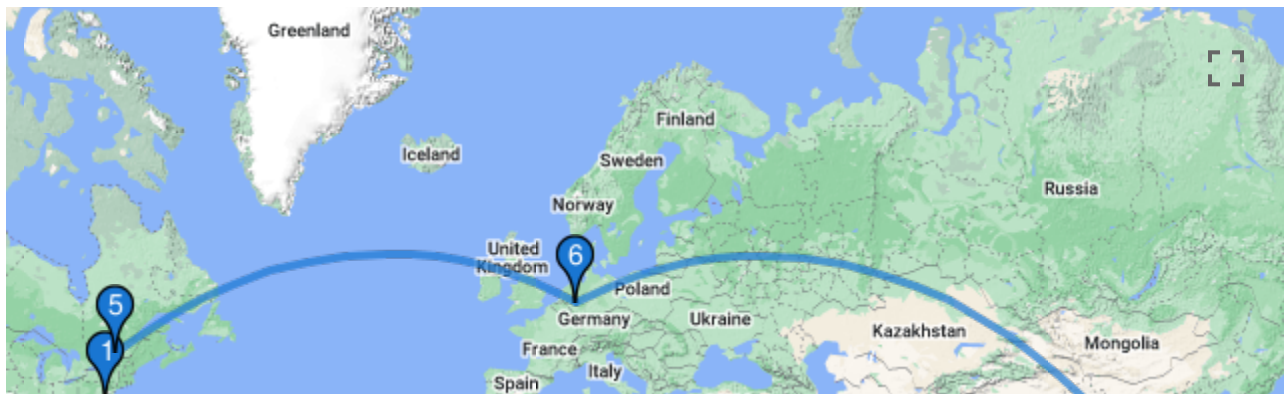 Greenland
Finland
Iceland
Sweden
Russia
Norway
United
Kingdom
6
Poland
5
Germany
Ukraine
Kazakhstan
Mongolia
1
France
Italy
Spain